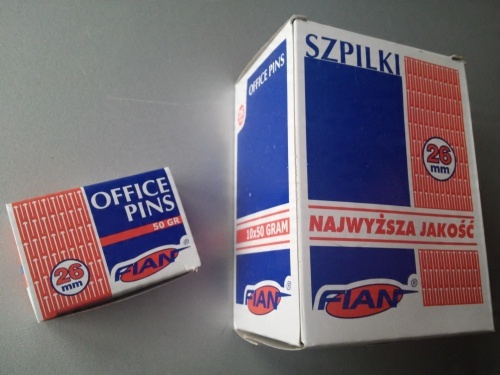 OFFICE
PINS
50 GR
26
mm
FIAN®
OFFICE PINS
10x50 GRAM
FIAN®
SZPILKI
26
mm
NAJWYŻSZA JAKOŚĆ
FIAN®